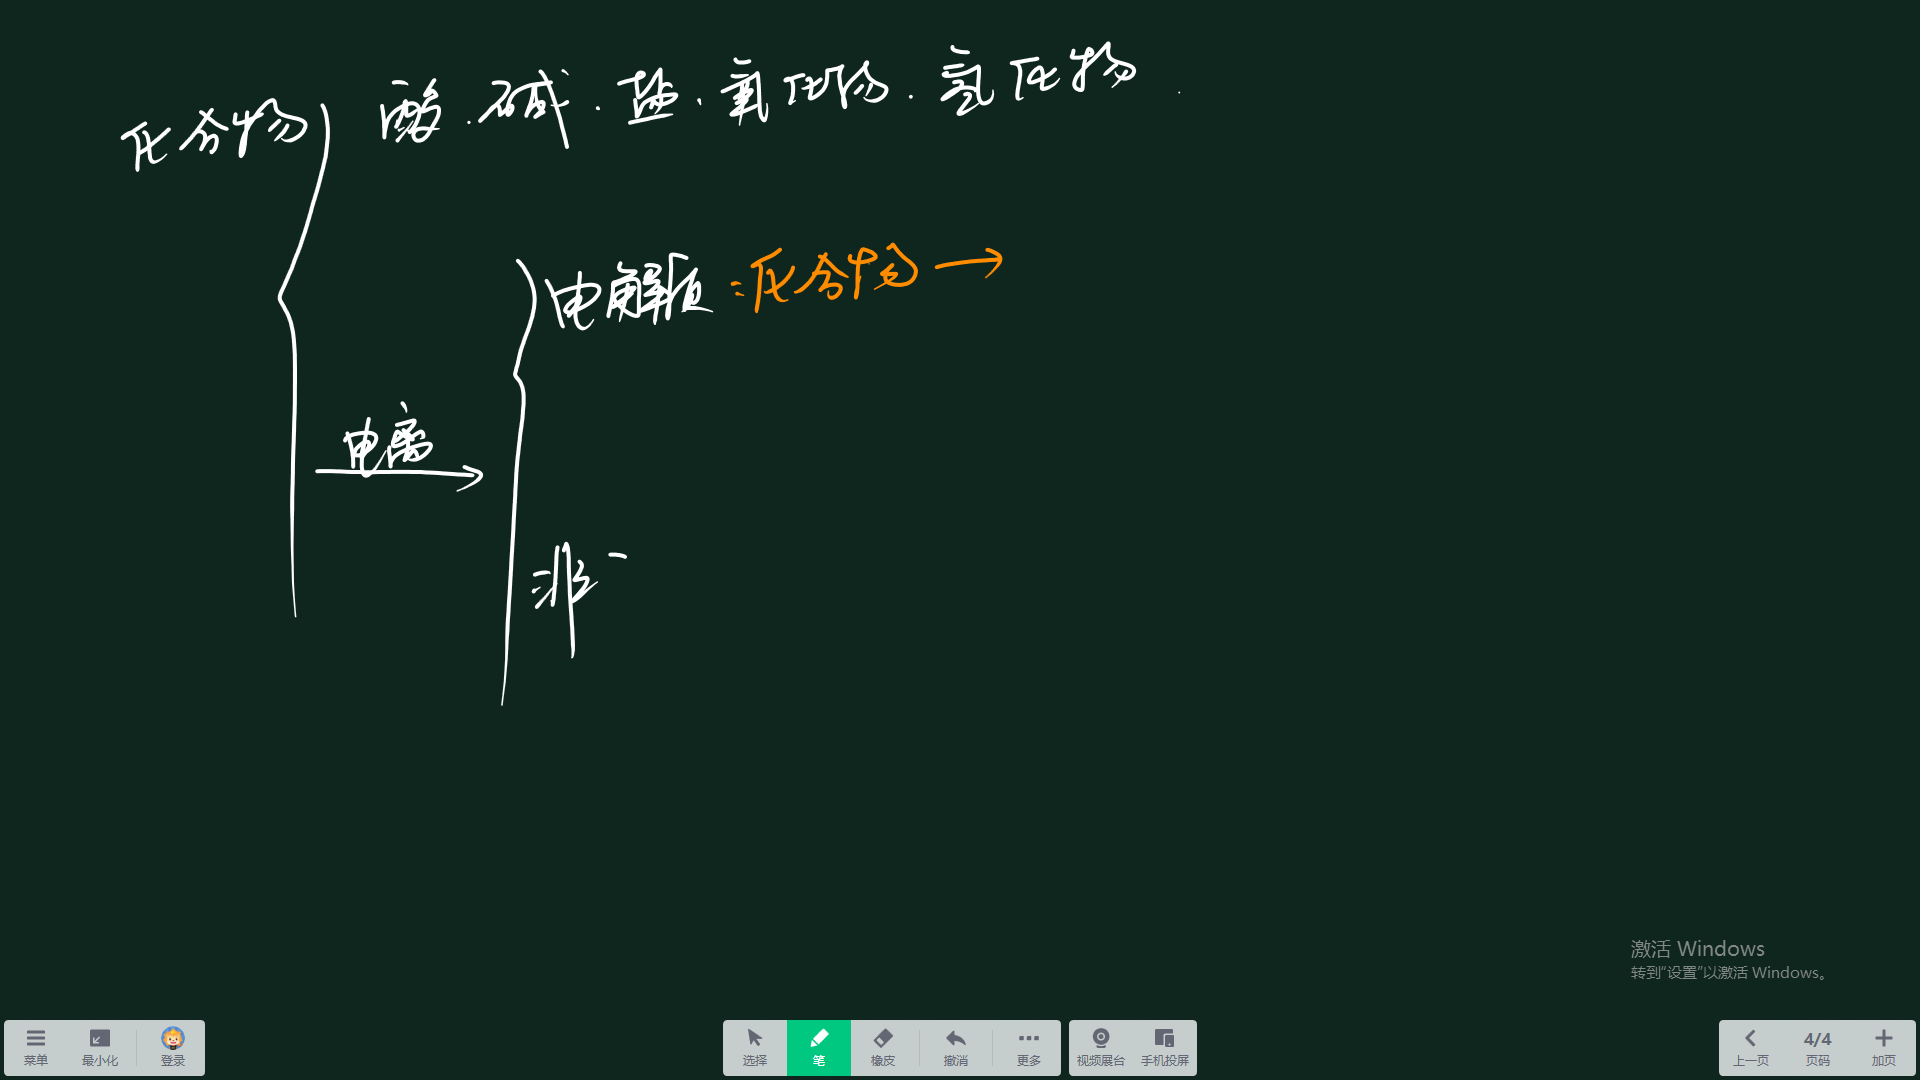 化合物 酸.碱.盐.氧化物.氢化物.
电解质:化合物→
电离
非
激活 Windows
转到“设置”以激活 Windows。
菜单 最小化 登录 选择 笔 橡皮 撤消 更多 视频展台 手机投屏 上一页 4/4 页码 加页